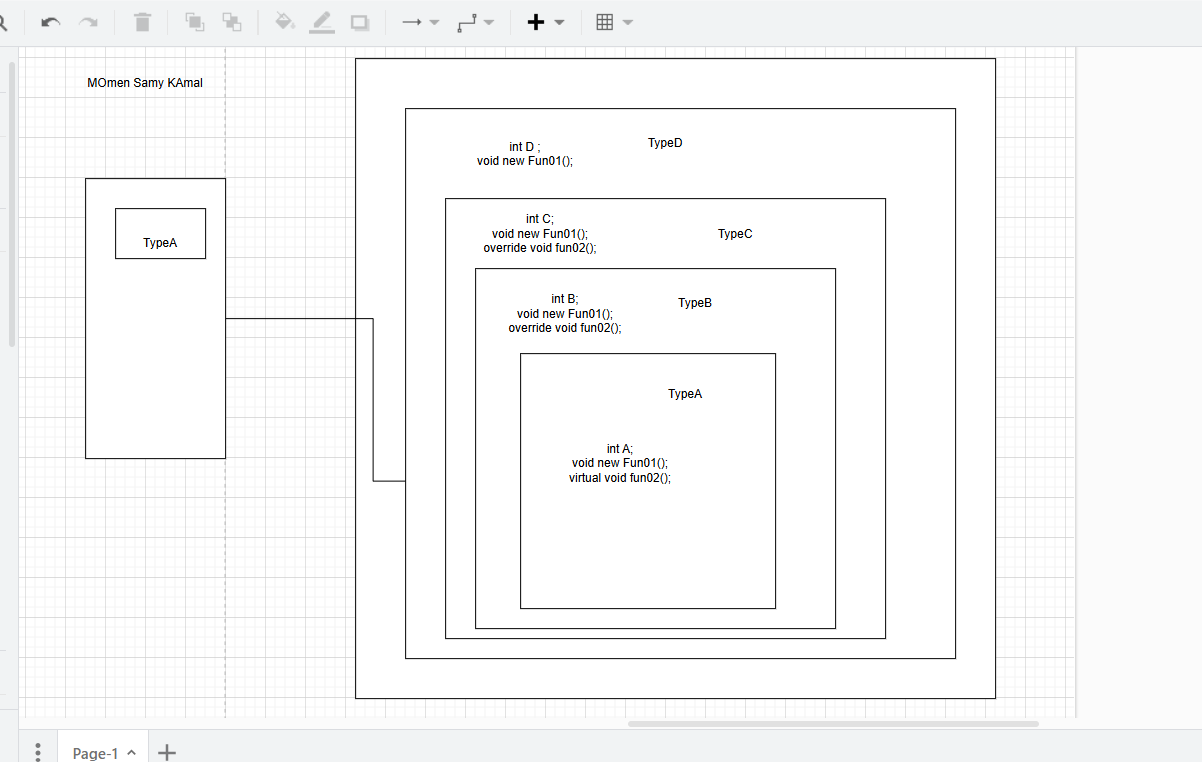 MOmen Samy KAmal
TypeA
int D ;
void new Fun01();
TypeD
int C;
void new Fun01();
override void fun02();
TypeC
int B;
void new Fun01();
override void fun02();
TypeB
TypeA
int A;
void new Fun01();
virtual void fun02();
Page-1